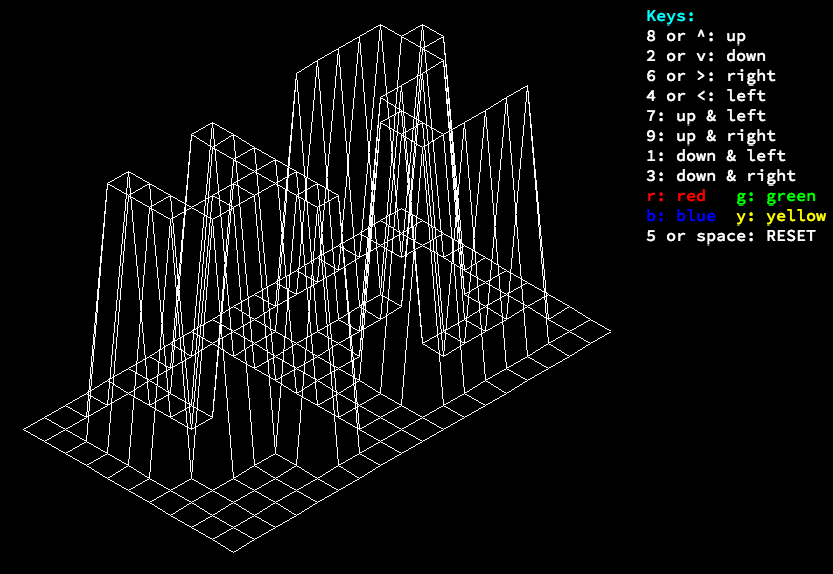 Keys:
8 or ^: up
2 or v: down
6 or >: right
4 or <: left
7: up & left
9: up & right
1: down & left
3: down & right
r: red g: green
b: blue y: yellow
5 or space: RESET